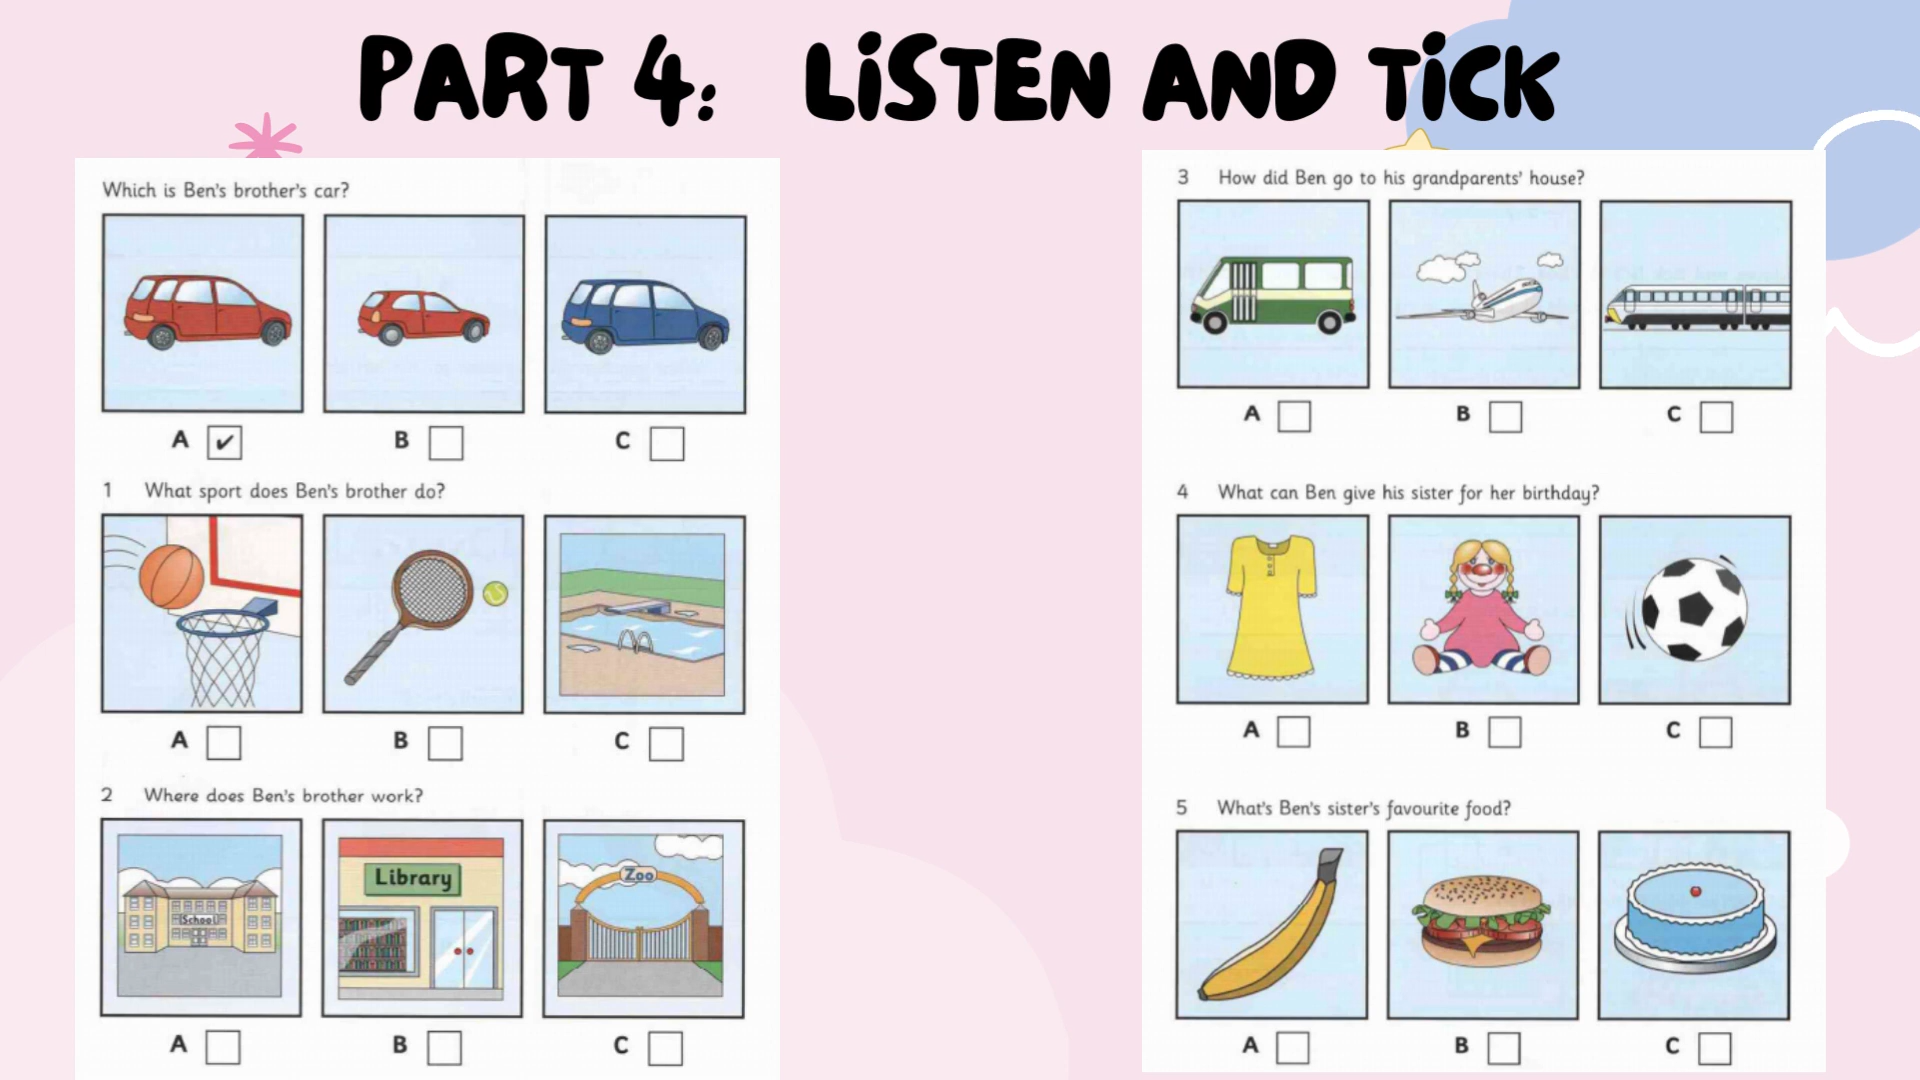 PART 4: LISTEN AND TICK
Which is Ben's brother's car?
A ✔ B C
1 What sport does Ben's brother do?
A B C
2 Where does Ben's brother work?
School
Library
Zoo
A B C
3 How did Ben go to his grandparents' house?
A B C
4 What can Ben give his sister for her birthday?
A B C
5 What's Ben's sister's favourite food?
A B C